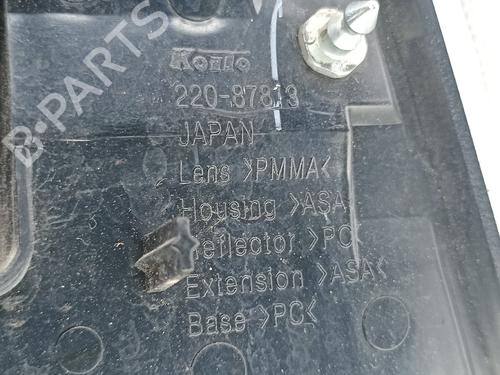 Koito
220-87813
JAPAN
Lens >PMMA<
Housing >ASA
Reflector >PC<
Extension >ASA<
Base >PC<
B-PARTS